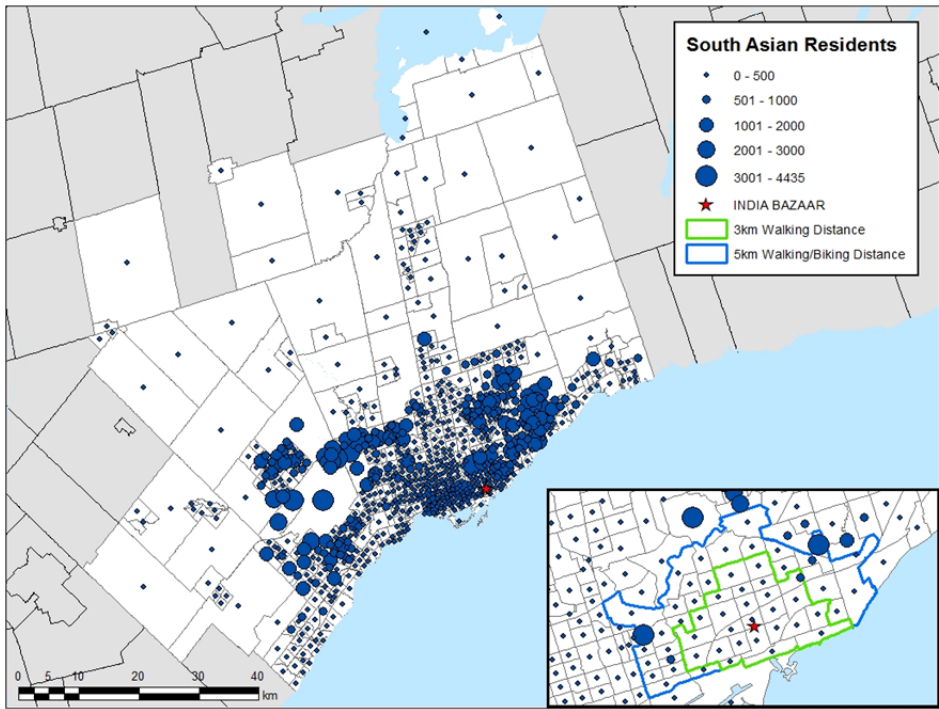 South Asian Residents
0 - 500
501 - 1000
1001 - 2000
2001 - 3000
3001 - 4435
INDIA BAZAAR
3km Walking Distance
5km Walking/Biking Distance
0 5 10 20 30 40
km